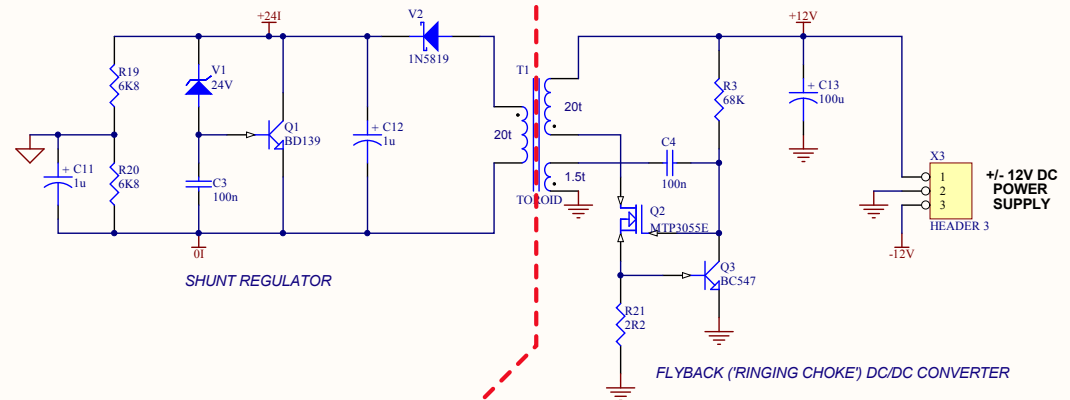 +24I
V2
1N5819
+12V
R19
6K8
V1
24V
Q1
BD139
+ C12
1u
T1
20t
20t
1.5t
TOROID
R3
68K
+ C13
100u
C4
100n
+ C11
1u
R20
6K8
C3
100n
0I
Q2
MTP3055E
Q3
BC547
R21
2R2
X3
1
2
3
HEADER 3
-12V
+/- 12V DC
POWER
SUPPLY
SHUNT REGULATOR
FLYBACK ('RINGING CHOKE') DC/DC CONVERTER